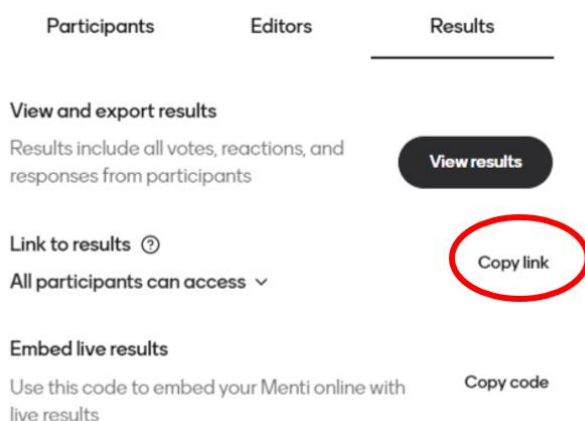 Participants Editors Results
View and export results
Results include all votes, reactions, and
responses from participants
View results
Link to results ?
All participants can access
Copy link
Embed live results
Use this code to embed your Menti online with
live results
Copy code